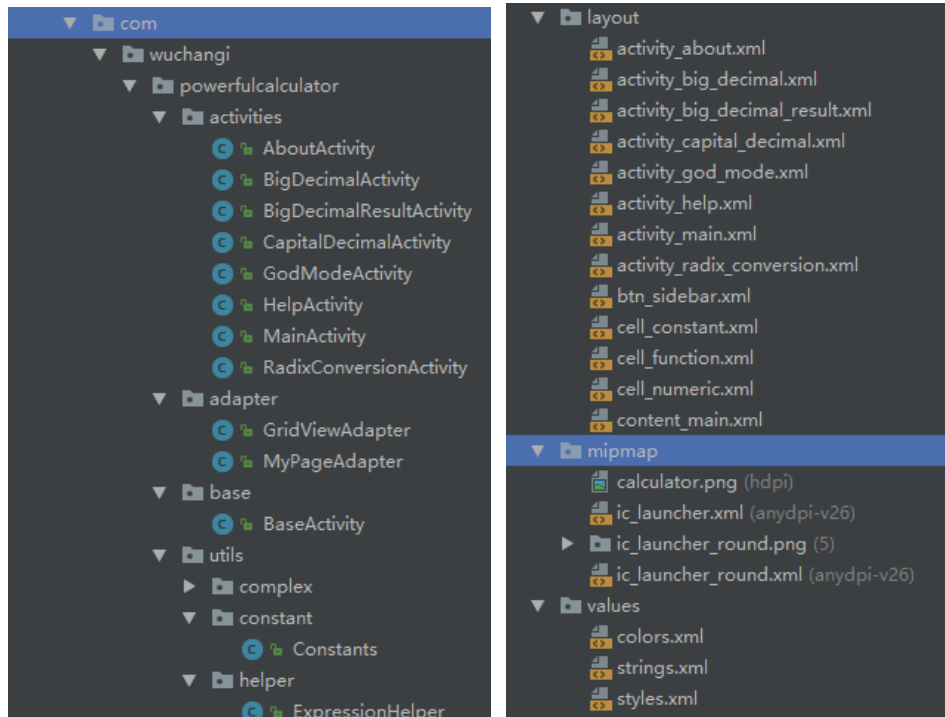 com
wuchangi
powerfulcalculator
activities
AboutActivity
BigDecimalActivity
BigDecimalResultActivity
CapitalDecimalActivity
GodModeActivity
HelpActivity
MainActivity
RadixConversionActivity
adapter
GridViewAdapter
MyPageAdapter
base
BaseActivity
utils
complex
constant
Constants
helper
ExpressionHelper
layout
activity_about.xml
activity_big_decimal.xml
activity_big_decimal_result.xml
activity_capital_decimal.xml
activity_god_mode.xml
activity_help.xml
activity_main.xml
activity_radix_conversion.xml
btn_sidebar.xml
cell_constant.xml
cell_function.xml
cell_numeric.xml
content_main.xml
mipmap
calculator.png (hdpi)
ic_launcher.xml (anydpi-v26)
ic_launcher_round.png (5)
ic_launcher_round.xml (anydpi-v26)
values
colors.xml
strings.xml
styles.xml